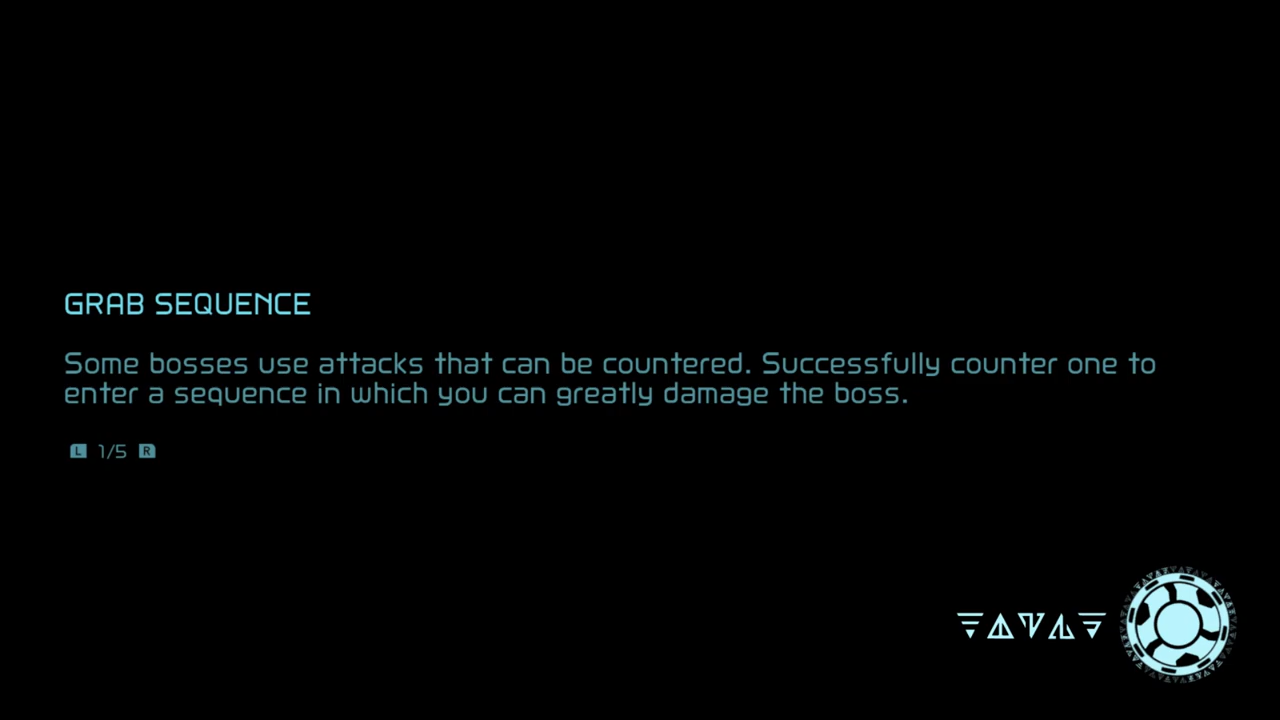 GRAB SEQUENCE
Some bosses use attacks that can be countered. Successfully counter one to
enter a sequence in which you can greatly damage the boss.
L 1/5 R